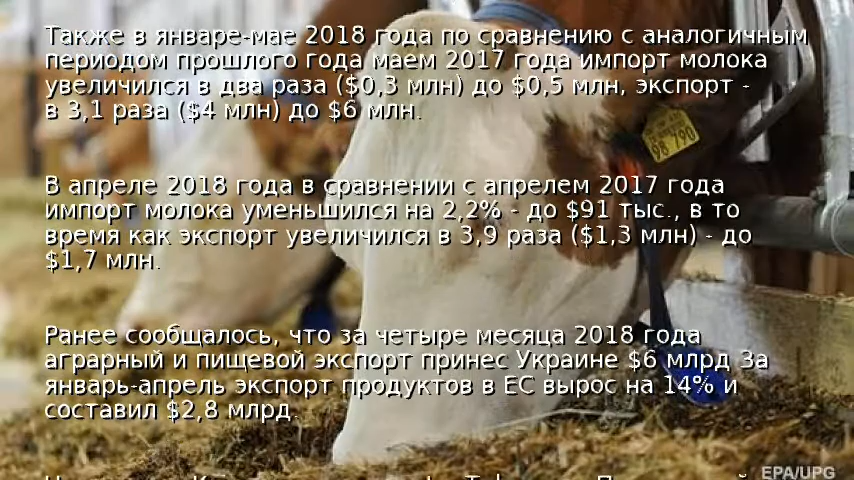 Также в январе-мае 2018 года по сравнению с аналогичным
периодом прошлого года маем 2017 года импорт молока
увеличился в два раза ($0,3 млн) до $0,5 млн, экспорт -
в 3,1 раза ($4 млн) до $6 млн.
В апреле 2018 года в сравнении с апрелем 2017 года
импорт молока уменьшился на 2,2% - до $91 тыс., в то
время как экспорт увеличился в 3,9 раза ($1,3 млн) - до
$1,7 млн.
Ранее сообщалось, что за четыре месяца 2018 года
аграрный и пищевой экспорт принес Украине $6 млрд За
январь-апрель экспорт продуктов в ЕС вырос на 14% и
составил $2,8 млрд.
98 790
EPA/UPG